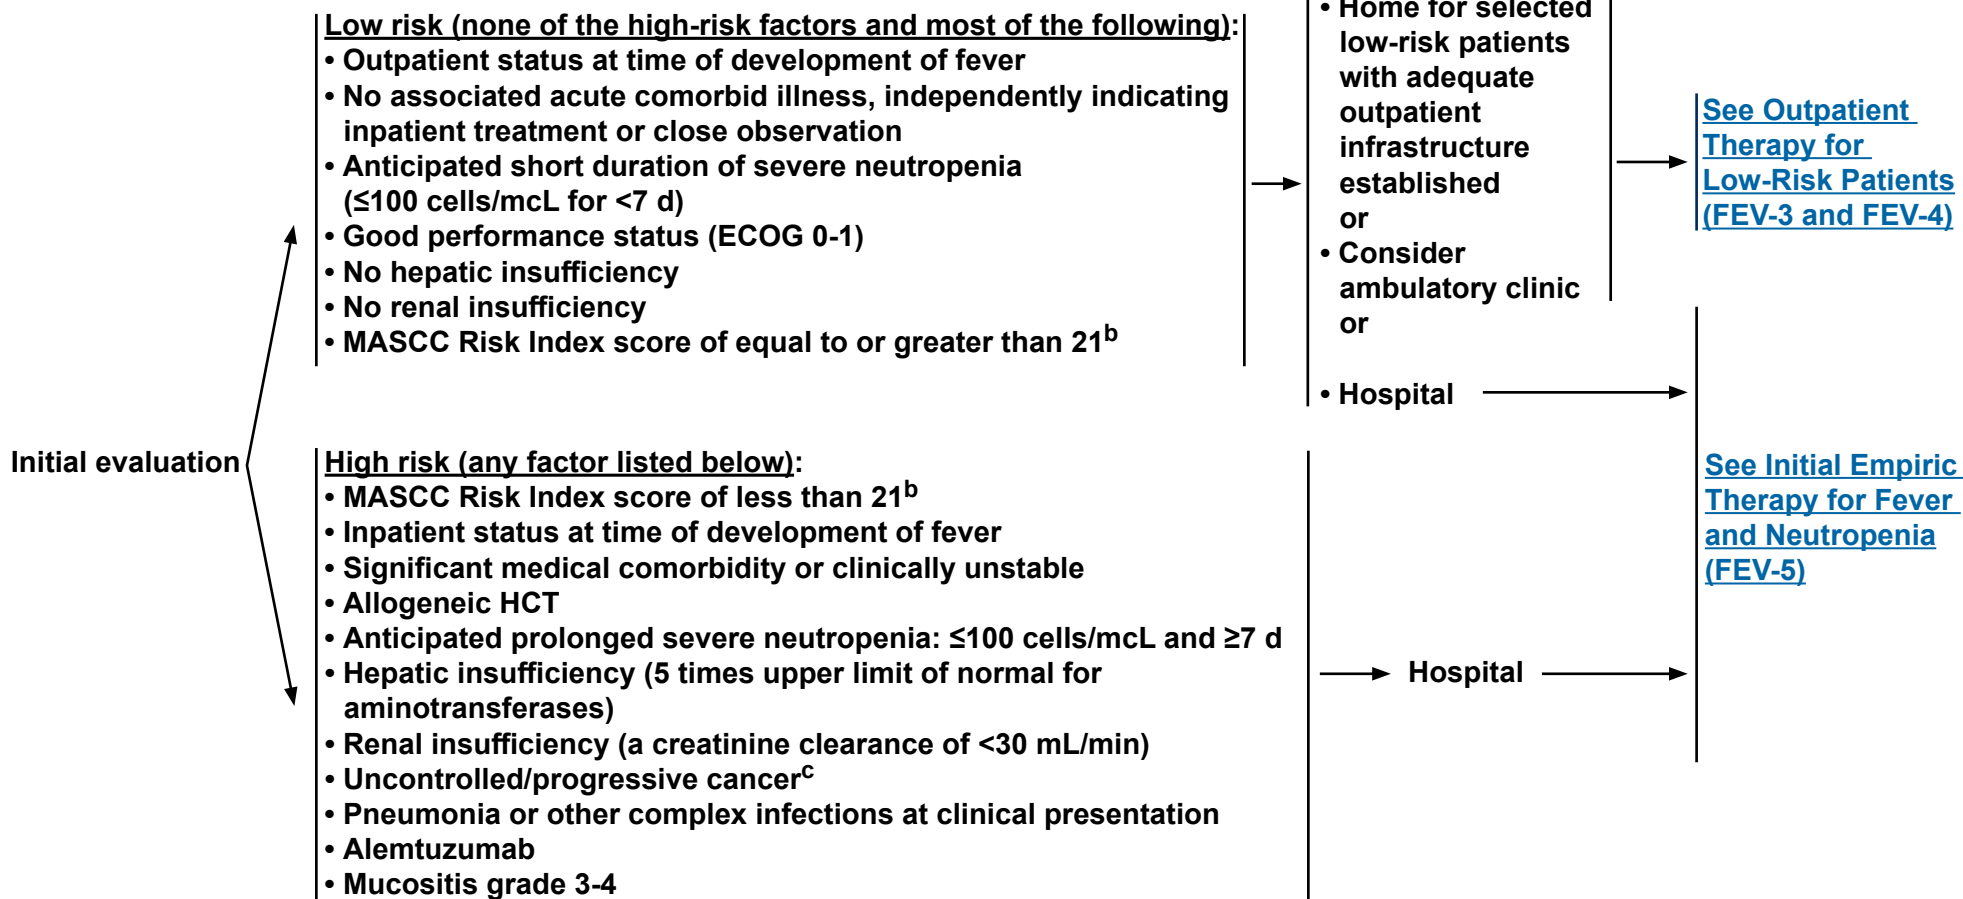 Initial evaluation
Low risk (none of the high-risk factors and most of the following):
• Outpatient status at time of development of fever
• No associated acute comorbid illness, independently indicating
inpatient treatment or close observation
• Anticipated short duration of severe neutropenia
(≤100 cells/mcL for <7 d)
• Good performance status (ECOG 0-1)
• No hepatic insufficiency
• No renal insufficiency
• MASCC Risk Index score of equal to or greater than 21b
• Home for selected
low-risk patients
with adequate
outpatient
infrastructure
established
or
• Consider
ambulatory clinic
or
• Hospital
See Outpatient
Therapy for
Low-Risk Patients
(FEV-3 and FEV-4)
High risk (any factor listed below):
• MASCC Risk Index score of less than 21b
• Inpatient status at time of development of fever
• Significant medical comorbidity or clinically unstable
• Allogeneic HCT
• Anticipated prolonged severe neutropenia: ≤100 cells/mcL and ≥7 d
• Hepatic insufficiency (5 times upper limit of normal for
aminotransferases)
• Renal insufficiency (a creatinine clearance of <30 mL/min)
• Uncontrolled/progressive cancerc
• Pneumonia or other complex infections at clinical presentation
• Alemtuzumab
• Mucositis grade 3-4
Hospital
See Initial Empiric
Therapy for Fever
and Neutropenia
(FEV-5)